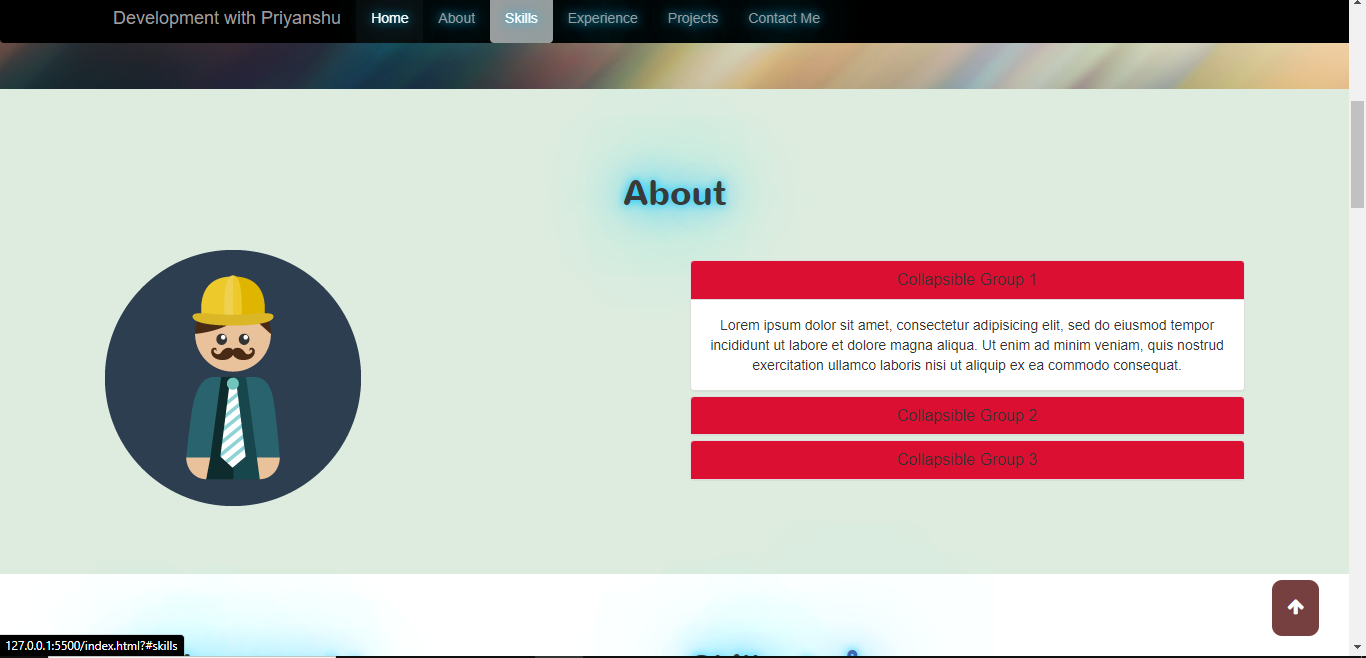 Development with Priyanshu Home About Skills Experience Projects Contact Me
About
Collapsible Group 1
Lorem ipsum dolor sit amet, consectetur adipisicing elit, sed do eiusmod tempor
incididunt ut labore et dolore magna aliqua. Ut enim ad minim veniam, quis nostrud
exercitation ullamco laboris nisi ut aliquip ex ea commodo consequat.
Collapsible Group 2
Collapsible Group 3
127.0.0.1:5500/index.html?#skills